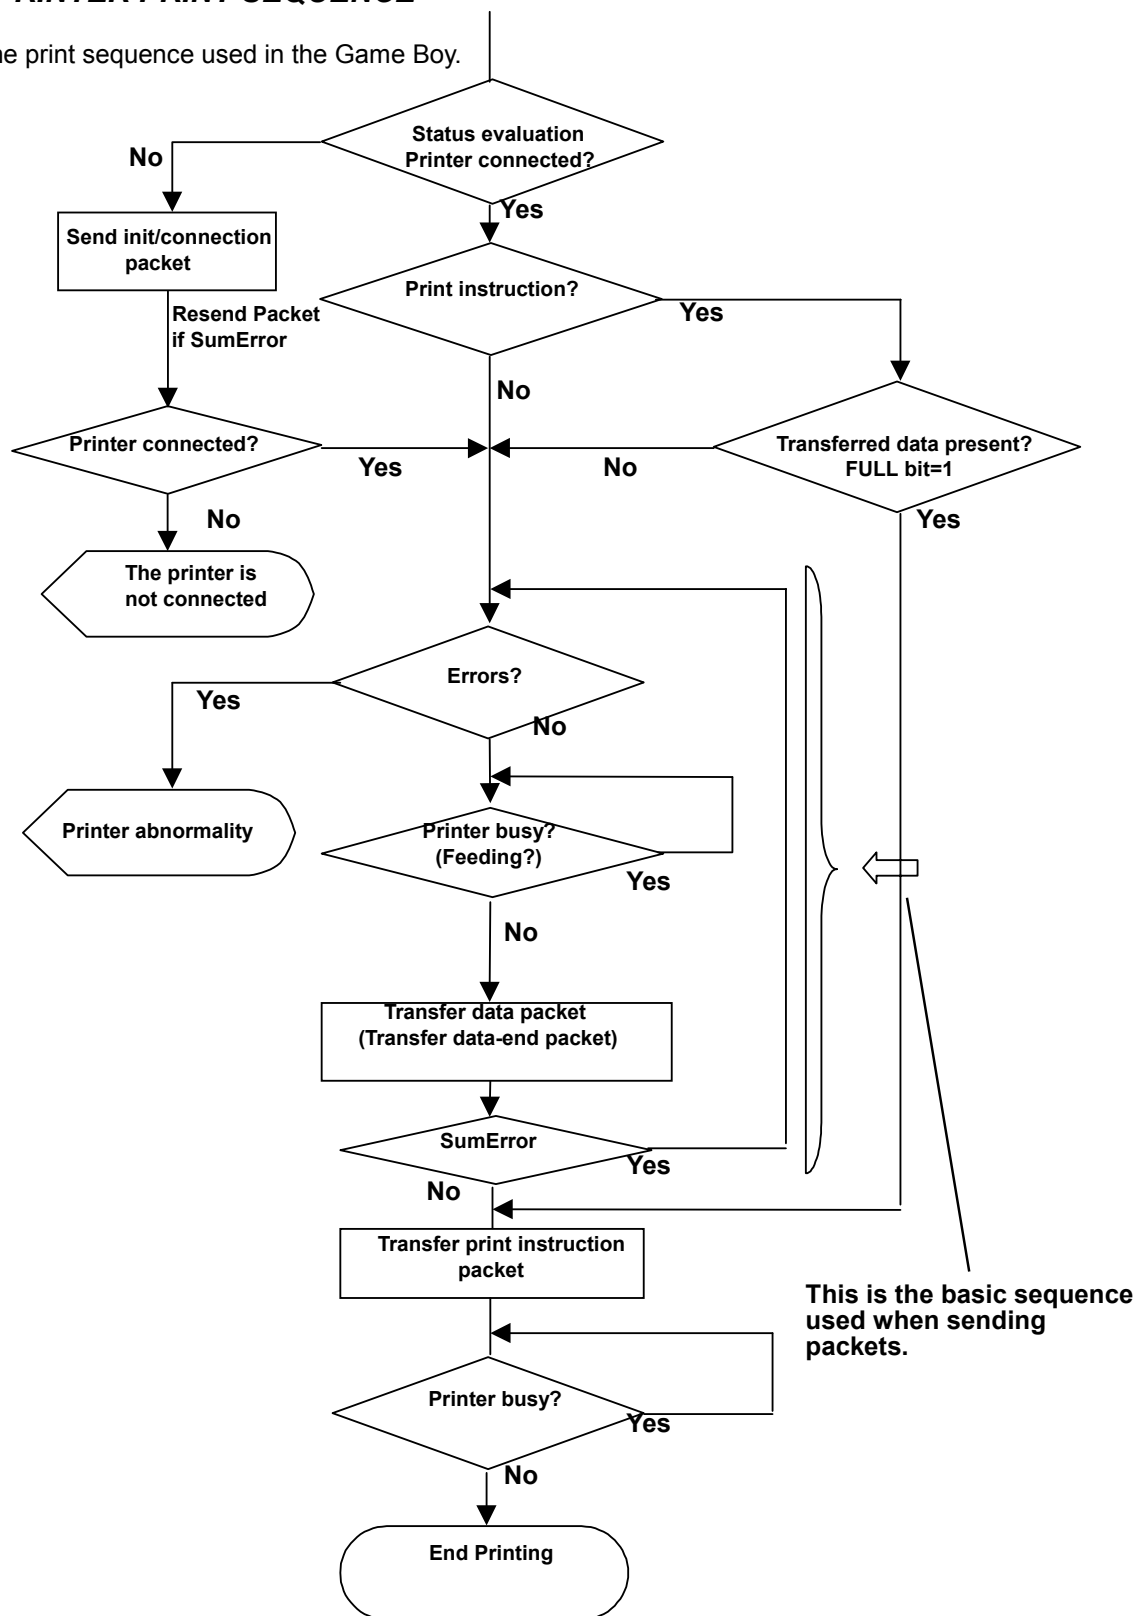 RINTER PRINT SEQUENCE
he print sequence used in the Game Boy.
Status evaluation
Printer connected?
No
Yes
Send init/connection
packet
Print instruction?
Yes
Resend Packet
if SumError
No
Printer connected?
Yes
No
Transferred data present?
FULL bit=1
No
Yes
The printer is
not connected
Errors?
Yes
No
Printer abnormality
Printer busy?
(Feeding?)
Yes
No
Transfer data packet
(Transfer data-end packet)
SumError
Yes
No
Transfer print instruction
packet
This is the basic sequence
used when sending
packets.
Printer busy?
Yes
No
End Printing